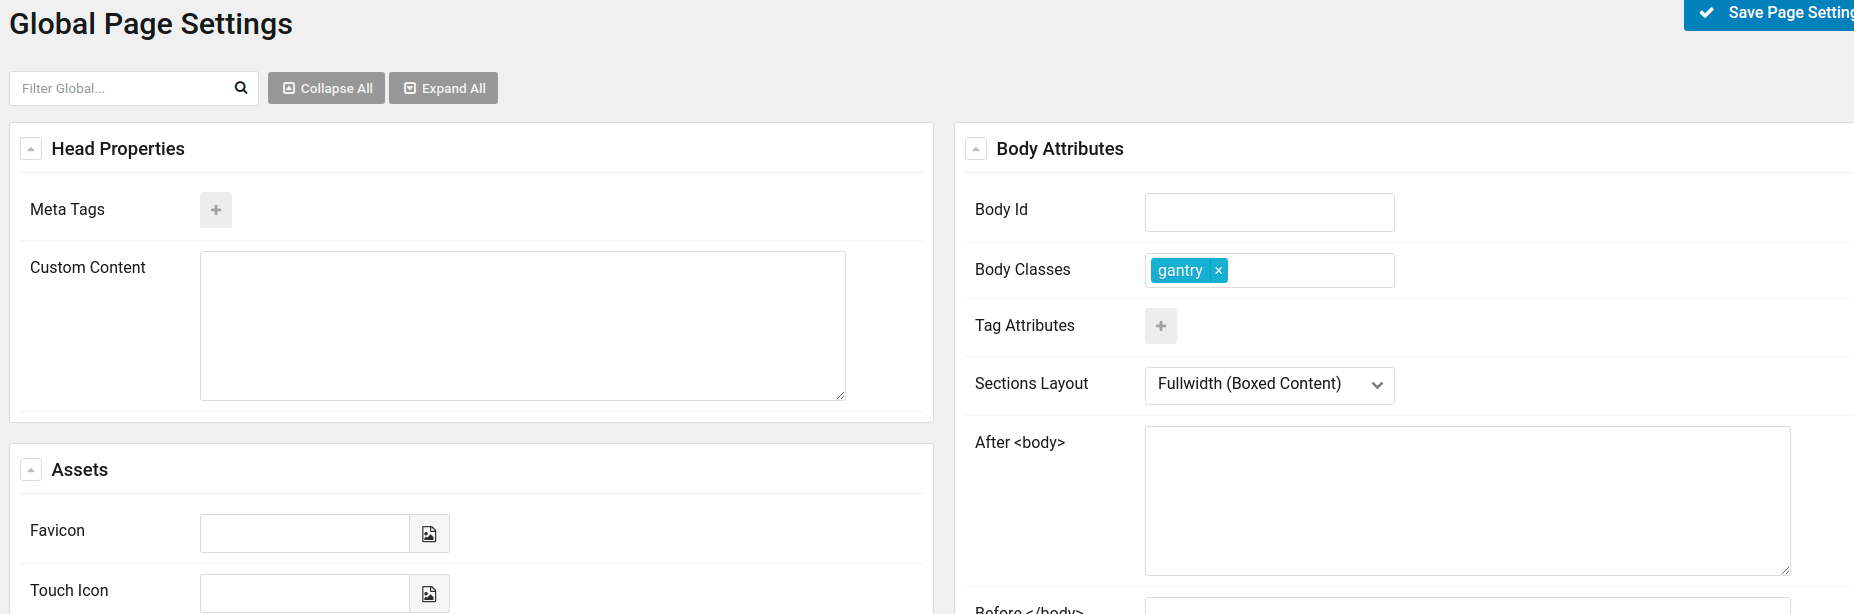 Global Page Settings
Save Page Setting
Filter Global...
Collapse All
Expand All
Head Properties
Meta Tags
Custom Content
Assets
Favicon
Touch Icon
Body Attributes
Body Id
Body Classes
gantry ×
Tag Attributes
Sections Layout
Fullwidth (Boxed Content)
After <body>
Before </body>